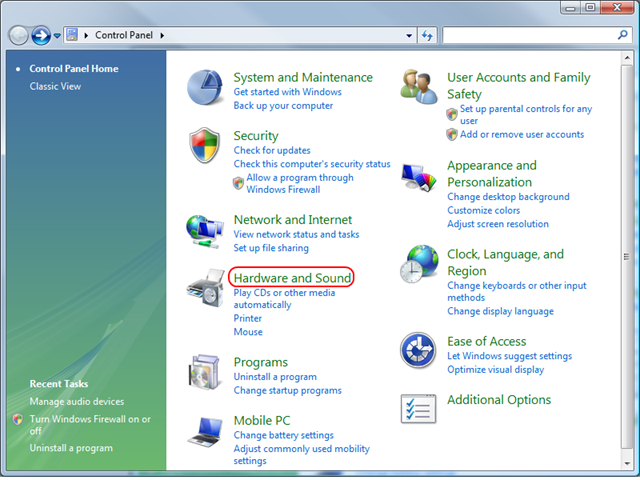 Control Panel
Control Panel Home
Classic View
System and Maintenance
Get started with Windows
Back up your computer
Security
Check for updates
Check this computer's security status
Allow a program through
Windows Firewall
Network and Internet
View network status and tasks
Set up file sharing
Hardware and Sound
Play CDs or other media
automatically
Printer
Mouse
Programs
Uninstall a program
Change startup programs
Mobile PC
Change battery settings
Adjust commonly used mobility
settings
User Accounts and Family
Safety
Set up parental controls for any
user
Add or remove user accounts
Appearance and
Personalization
Change desktop background
Customize colors
Adjust screen resolution
Clock, Language, and
Region
Change keyboards or other input
methods
Change display language
Ease of Access
Let Windows suggest settings
Optimize visual display
Additional Options
Recent Tasks
Manage audio devices
Turn Windows Firewall on or
off
Uninstall a program